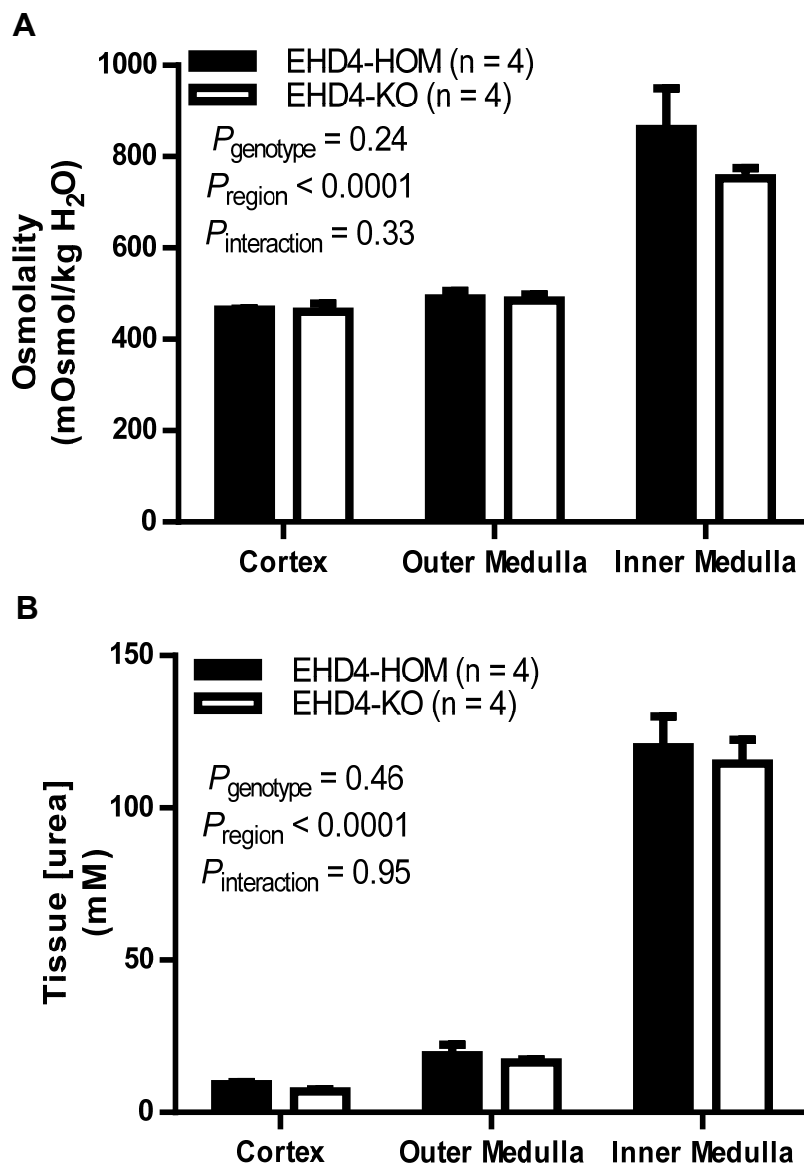 A
EHD4-HOM (n = 4)
EHD4-KO (n = 4)
Pgenotype = 0.24
Pregion < 0.0001
Pinteraction = 0.33
Osmolality
(mOsmol/kg H2O)
1000
800
600
400
200
0
Cortex Outer Medulla Inner Medulla
B
EHD4-HOM (n = 4)
EHD4-KO (n = 4)
Pgenotype = 0.46
Pregion < 0.0001
Pinteraction = 0.95
Tissue [urea]
(mM)
150
100
50
0
Cortex Outer Medulla Inner Medulla